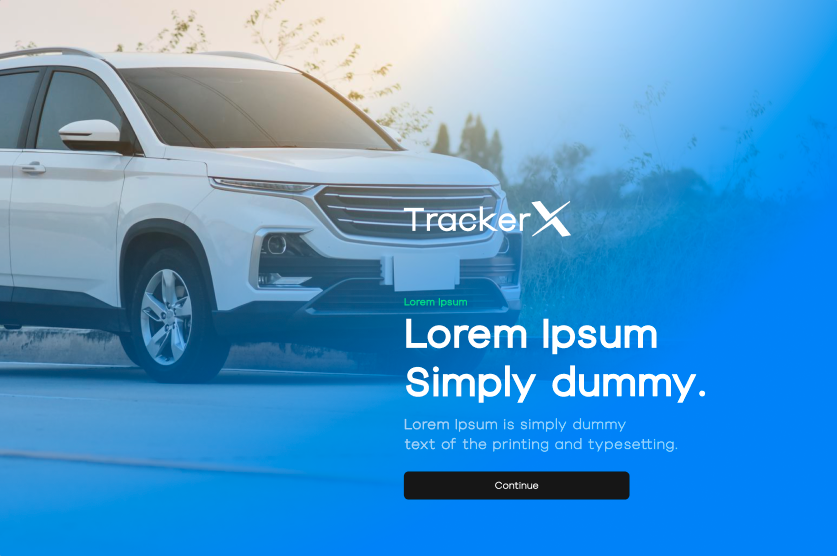 TrackerX
Lorem Ipsum
Lorem Ipsum
Simply dummy.
Lorem Ipsum is simply dummy
text of the printing and typesetting.
Continue